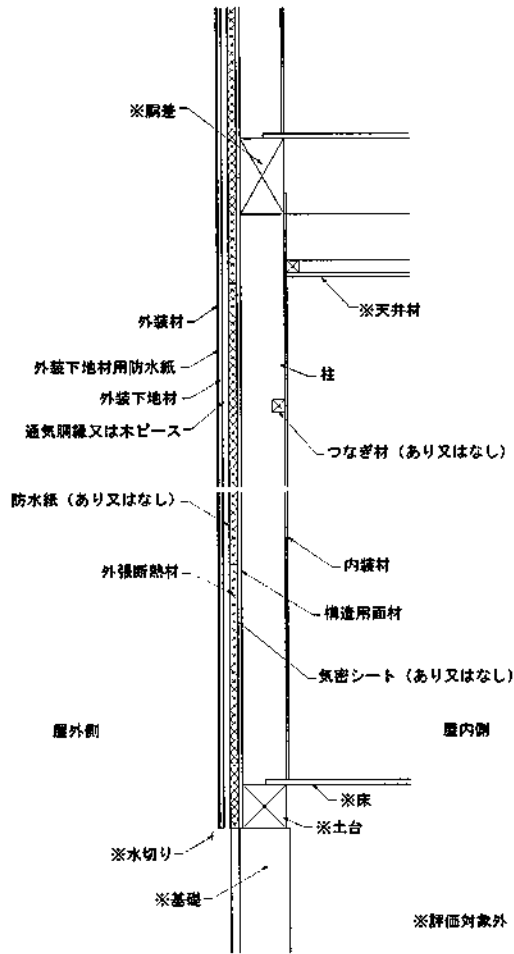 ※胴差
※天井材
外装材
外装下地材用防水紙
柱
外装下地材
通気胴縁又は木ピース
つなぎ材（あり又はなし）
防水紙（あり又はなし）
内装材
外張断熱材
構造用面材
気密シート（あり又はなし）
屋外側
屋内側
※床
※土台
※水切り
※基礎
※評価対象外